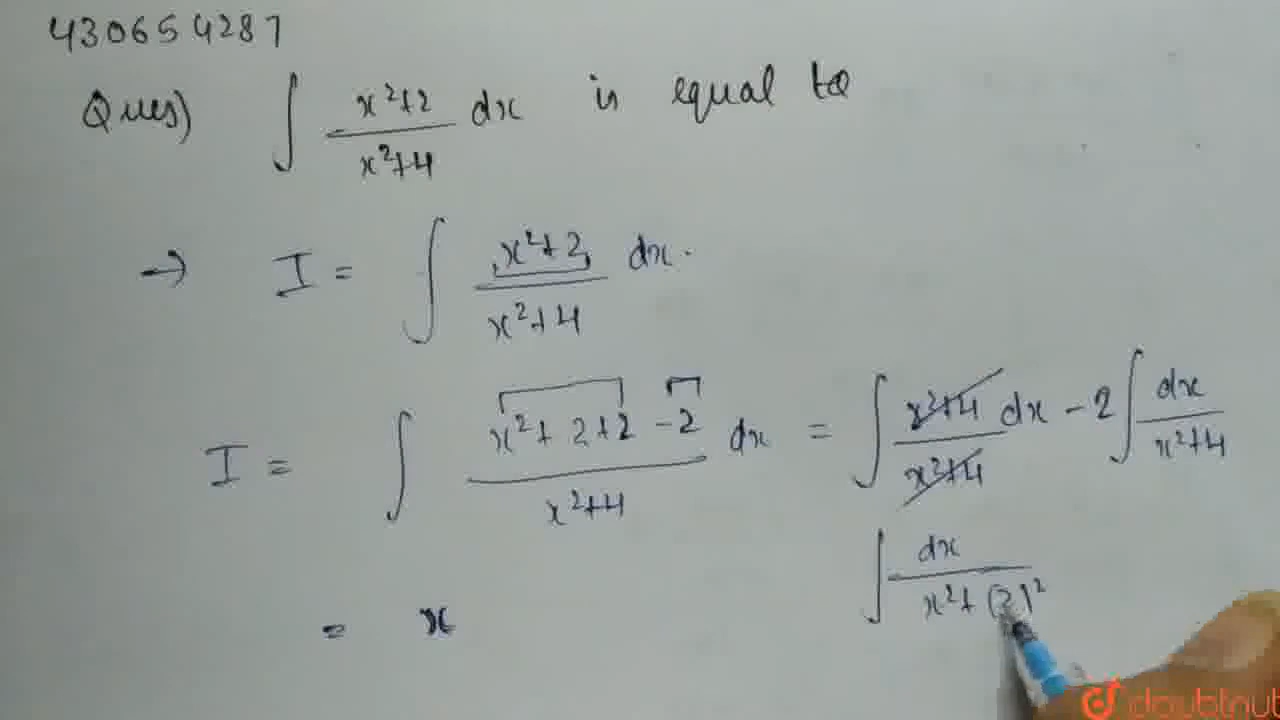 430654287
Ques) ∫ x²+2 / x²+4 dx is equal to
→ I = ∫ x²+2 / x²+4 dx.
I = ∫ x²+2+2-2 / x²+4 dx = ∫ x²+4 / x²+4 dx - 2 ∫ dx / x²+4
∫ dx / x²+(2)²
= x
doubtnut